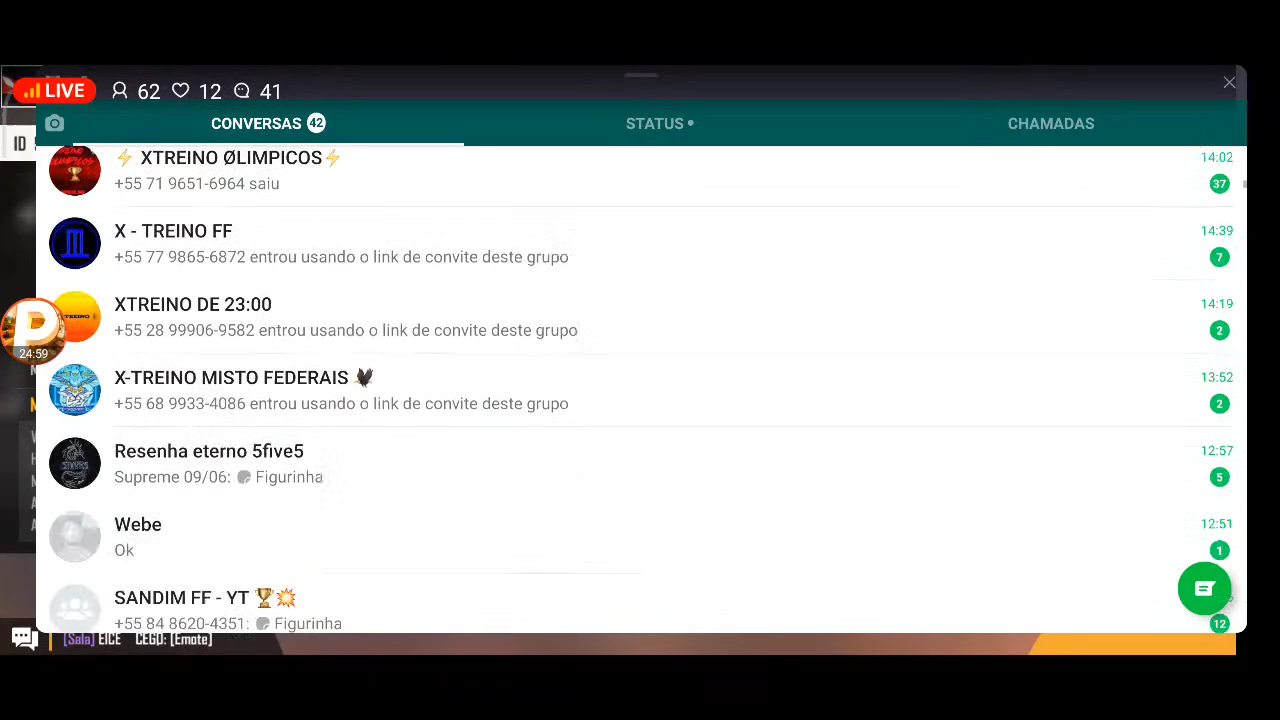 LIVE 62 12 41
ID
CONVERSAS 42 STATUS CHAMADAS
⚡ XTREINO ØLIMPICOS⚡ 14:02
+55 71 9651-6964 saiu 37
X - TREINO FF 14:39
+55 77 9865-6872 entrou usando o link de convite deste grupo 7
XTREINO DE 23:00 14:19
+55 28 99906-9582 entrou usando o link de convite deste grupo 2
24:59
X-TREINO MISTO FEDERAIS 13:52
+55 68 9933-4086 entrou usando o link de convite deste grupo 2
Resenha eterno 5five5 12:57
Supreme 09/06: Figurinha 5
Webe 12:51
Ok 1
SANDIM FF - YT 🏆💥
+55 84 8620-4351: Figurinha 12
[Sala] EICE CEGO: [Emote]